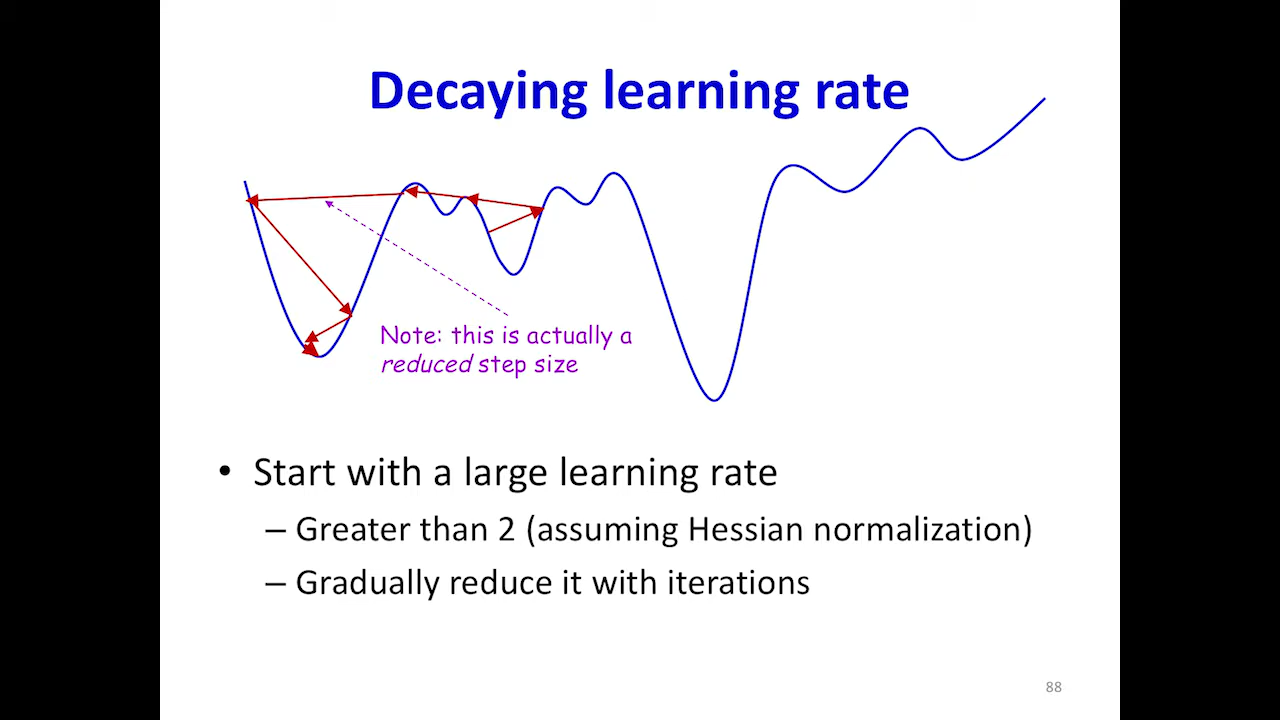 Decaying learning rate
Note: this is actually a
reduced step size
• Start with a large learning rate
– Greater than 2 (assuming Hessian normalization)
– Gradually reduce it with iterations
88